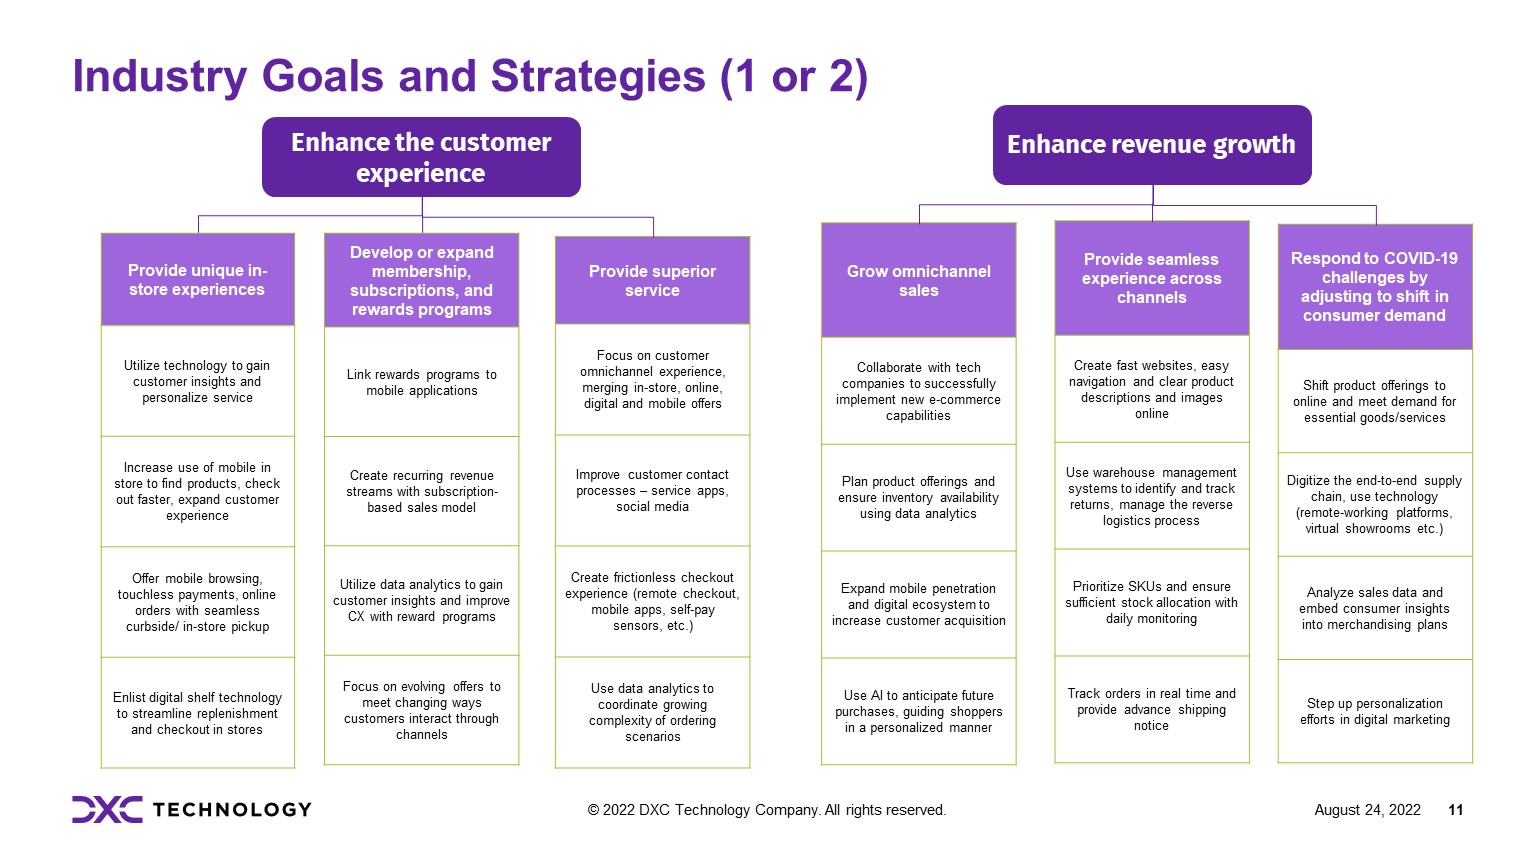 Industry Goals and Strategies (1 or 2)
Enhance the customer
experience
Provide unique in-
store experiences
Utilize technology to gain
customer insights and
personalize service
Increase use of mobile in
store to find products, check
out faster, expand customer
experience
Offer mobile browsing,
touchless payments, online
orders with seamless
curbside/ in-store pickup
Enlist digital shelf technology
to streamline replenishment
and checkout in stores
Develop or expand
membership,
subscriptions, and
rewards programs
Link rewards programs to
mobile applications
Create recurring revenue
streams with subscription-
based sales model
Utilize data analytics to gain
customer insights and improve
CX with reward programs
Focus on evolving offers to
meet changing ways
customers interact through
channels
Provide superior
service
Focus on customer
omnichannel experience,
merging in-store, online,
digital and mobile offers
Improve customer contact
processes – service apps,
social media
Create frictionless checkout
experience (remote checkout,
mobile apps, self-pay
sensors, etc.)
Use data analytics to
coordinate growing
complexity of ordering
scenarios
Enhance revenue growth
Grow omnichannel
sales
Collaborate with tech
companies to successfully
implement new e-commerce
capabilities
Plan product offerings and
ensure inventory availability
using data analytics
Expand mobile penetration
and digital ecosystem to
increase customer acquisition
Use AI to anticipate future
purchases, guiding shoppers
in a personalized manner
Provide seamless
experience across
channels
Create fast websites, easy
navigation and clear product
descriptions and images
online
Use warehouse management
systems to identify and track
returns, manage the reverse
logistics process
Prioritize SKUs and ensure
sufficient stock allocation with
daily monitoring
Track orders in real time and
provide advance shipping
notice
Respond to COVID-19
challenges by
adjusting to shift in
consumer demand
Shift product offerings to
online and meet demand for
essential goods/services
Digitize the end-to-end supply
chain, use technology
(remote-working platforms,
virtual showrooms etc.)
Analyze sales data and
embed consumer insights
into merchandising plans
Step up personalization
efforts in digital marketing
DXC TECHNOLOGY
© 2022 DXC Technology Company. All rights reserved.
August 24, 2022
11